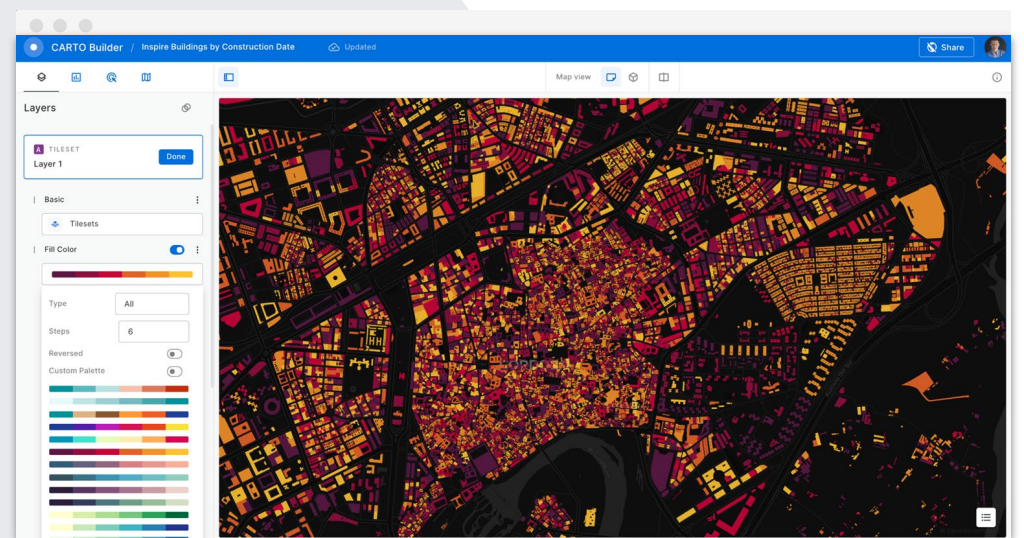 CARTO Builder / Inspire Buildings by Construction Date
Updated
Share
Map view
Layers
A TILESET
Layer 1
Done
Basic
Tilesets
Fill Color
Type
All
Steps
6
Reversed
Custom Palette